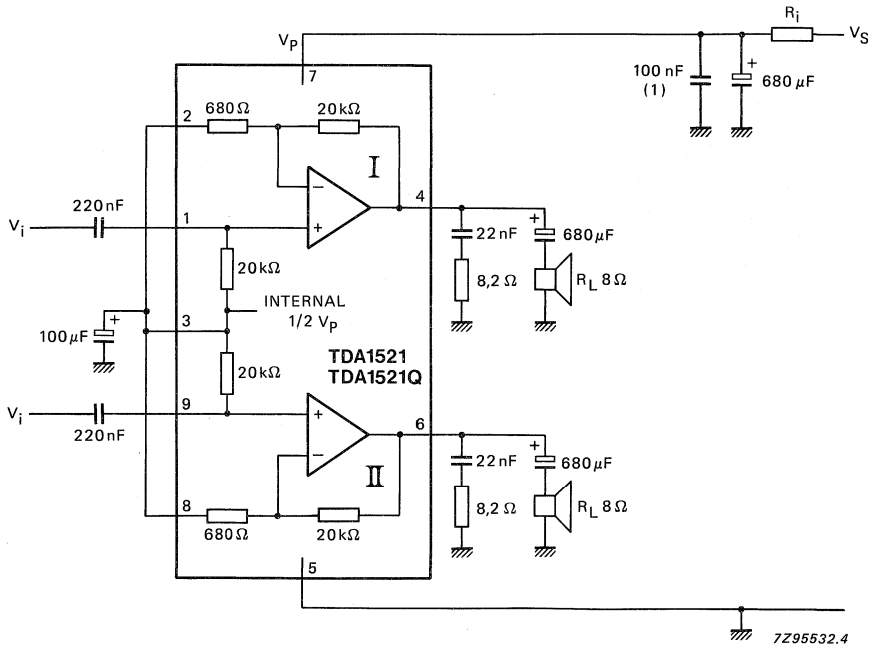 V_P
R_i
V_S
7
100 nF
(1)
+
680 µF
2
680 Ω
20 kΩ
I
−
4
220 nF
V_i
1
+
+
22 nF
680 µF
20 kΩ
8,2 Ω
R_L 8 Ω
INTERNAL
1/2 V_P
+
100 µF
3
TDA1521
TDA1521Q
20 kΩ
9
V_i
220 nF
+
6
+
−
22 nF
680 µF
II
8
8,2 Ω
R_L 8 Ω
680 Ω
20 kΩ
5
7Z95532.4